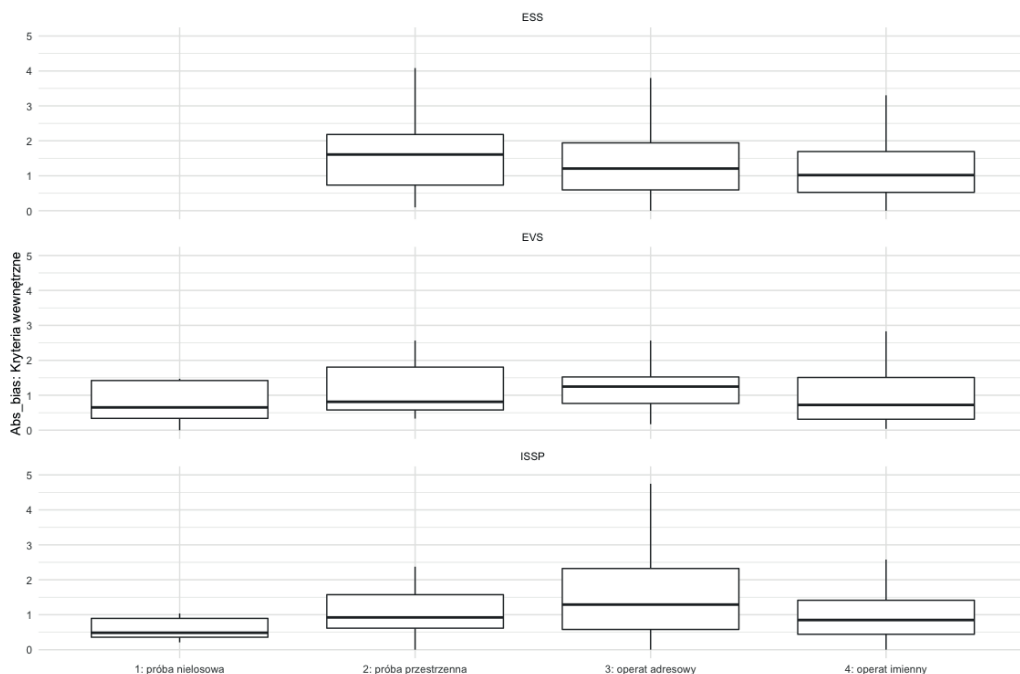 ESS
5
4
3
2
1
0
EVS
5
4
3
2
1
0
Abs_bias: Kryteria wewnętrzne
ISSP
5
4
3
2
1
0
1: próba nielosowa
2: próba przestrzenna
3: operat adresowy
4: operat imienny